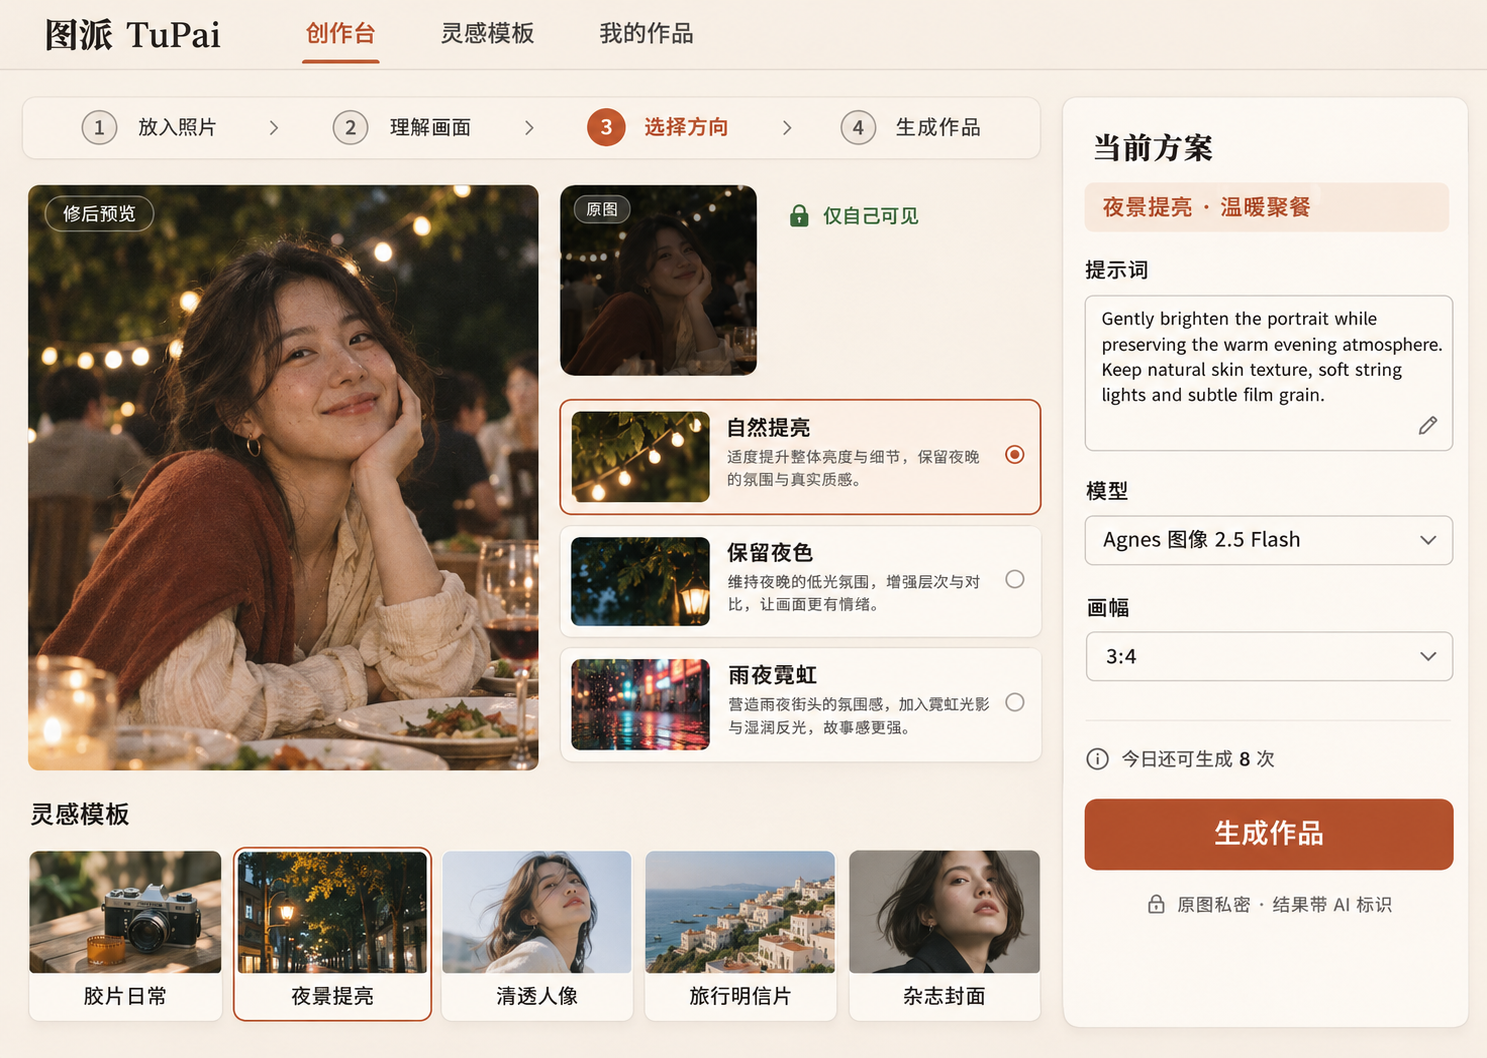 图派 TuPai
创作台
灵感模板
我的作品
1 放入照片
2 理解画面
3 选择方向
4 生成作品
修后预览
原图
仅自己可见
自然提亮
适度提升整体亮度与细节，保留夜晚
的氛围与真实质感。
保留夜色
维持夜晚的低光氛围，增强层次与对
比，让画面更有情绪。
雨夜霓虹
营造雨夜街头的氛围感，加入霓虹光影
与湿润反光，故事感更强。
灵感模板
胶片日常
夜景提亮
清透人像
旅行明信片
杂志封面
当前方案
夜景提亮 · 温暖聚餐
提示词
Gently brighten the portrait while
preserving the warm evening atmosphere.
Keep natural skin texture, soft string
lights and subtle film grain.
模型
Agnes 图像 2.5 Flash
画幅
3:4
今日还可生成 8 次
生成作品
原图私密 · 结果带 AI 标识